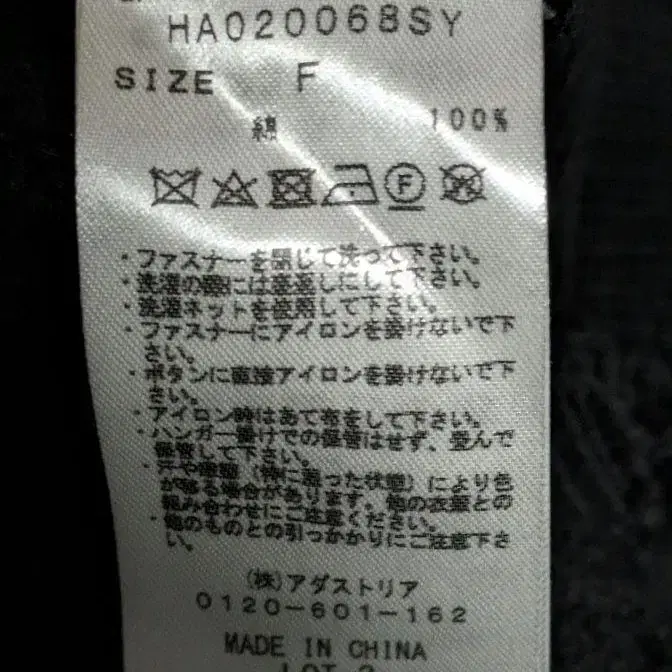 HA020068SY
SIZE F
綿 100%
F
・ファスナーを閉じて洗って下さい。
・洗濯の際には裏返しにして下さい。
・洗濯ネットを使用して下さい。
・ファスナーにアイロンを掛けないで下
さい。
・ボタンに直接アイロンを掛けないで下
さい。
・アイロン時はあて布をして下さい。
・ハンガー掛けでの保管はせず、畳んで
保管して下さい。
・汗や摩擦（特に湿った状態）により色
が移る場合があります。他の衣服との
組み合わせにご注意ください。
・他のものとの引っかかりにご注意下さ
い。
(株)アダストリア
0120-601-162
MADE IN CHINA
LOT 2